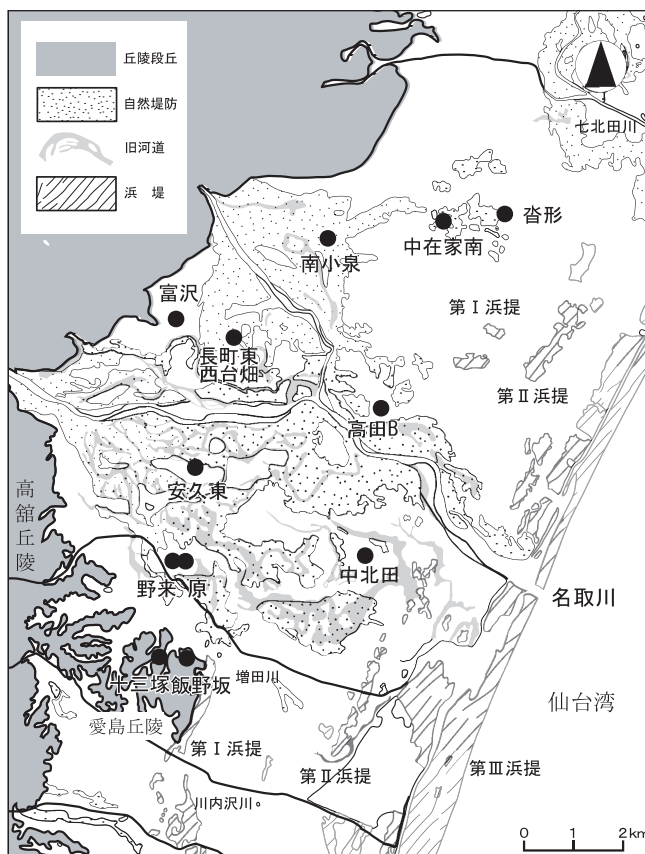 丘陵段丘
自然堤防
旧河道
浜　堤
七北田川
沓形
中在家南
南小泉
第Ⅰ浜提
富沢
長町東
西台畑
第Ⅱ浜提
高田B
安久東
高舘丘陵
中北田
野来 原
名取川
十三塚 飯野坂
増田川
仙台湾
愛島丘陵
第Ⅰ浜提
第Ⅱ浜提
第Ⅲ浜提
川内沢川
0 1 2km